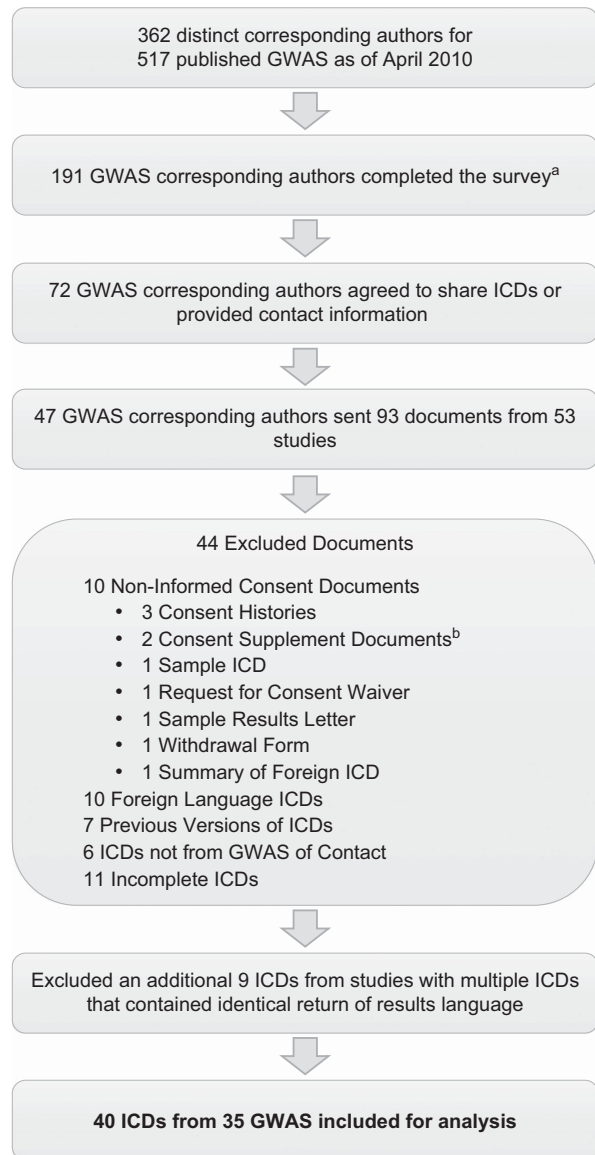 362 distinct corresponding authors for
517 published GWAS as of April 2010
191 GWAS corresponding authors completed the surveyᵃ
72 GWAS corresponding authors agreed to share ICDs or
provided contact information
47 GWAS corresponding authors sent 93 documents from 53
studies
44 Excluded Documents
10 Non-Informed Consent Documents
• 3 Consent Histories
• 2 Consent Supplement Documentsᵇ
• 1 Sample ICD
• 1 Request for Consent Waiver
• 1 Sample Results Letter
• 1 Withdrawal Form
• 1 Summary of Foreign ICD
10 Foreign Language ICDs
7 Previous Versions of ICDs
6 ICDs not from GWAS of Contact
11 Incomplete ICDs
Excluded an additional 9 ICDs from studies with multiple ICDs
that contained identical return of results language
40 ICDs from 35 GWAS included for analysis